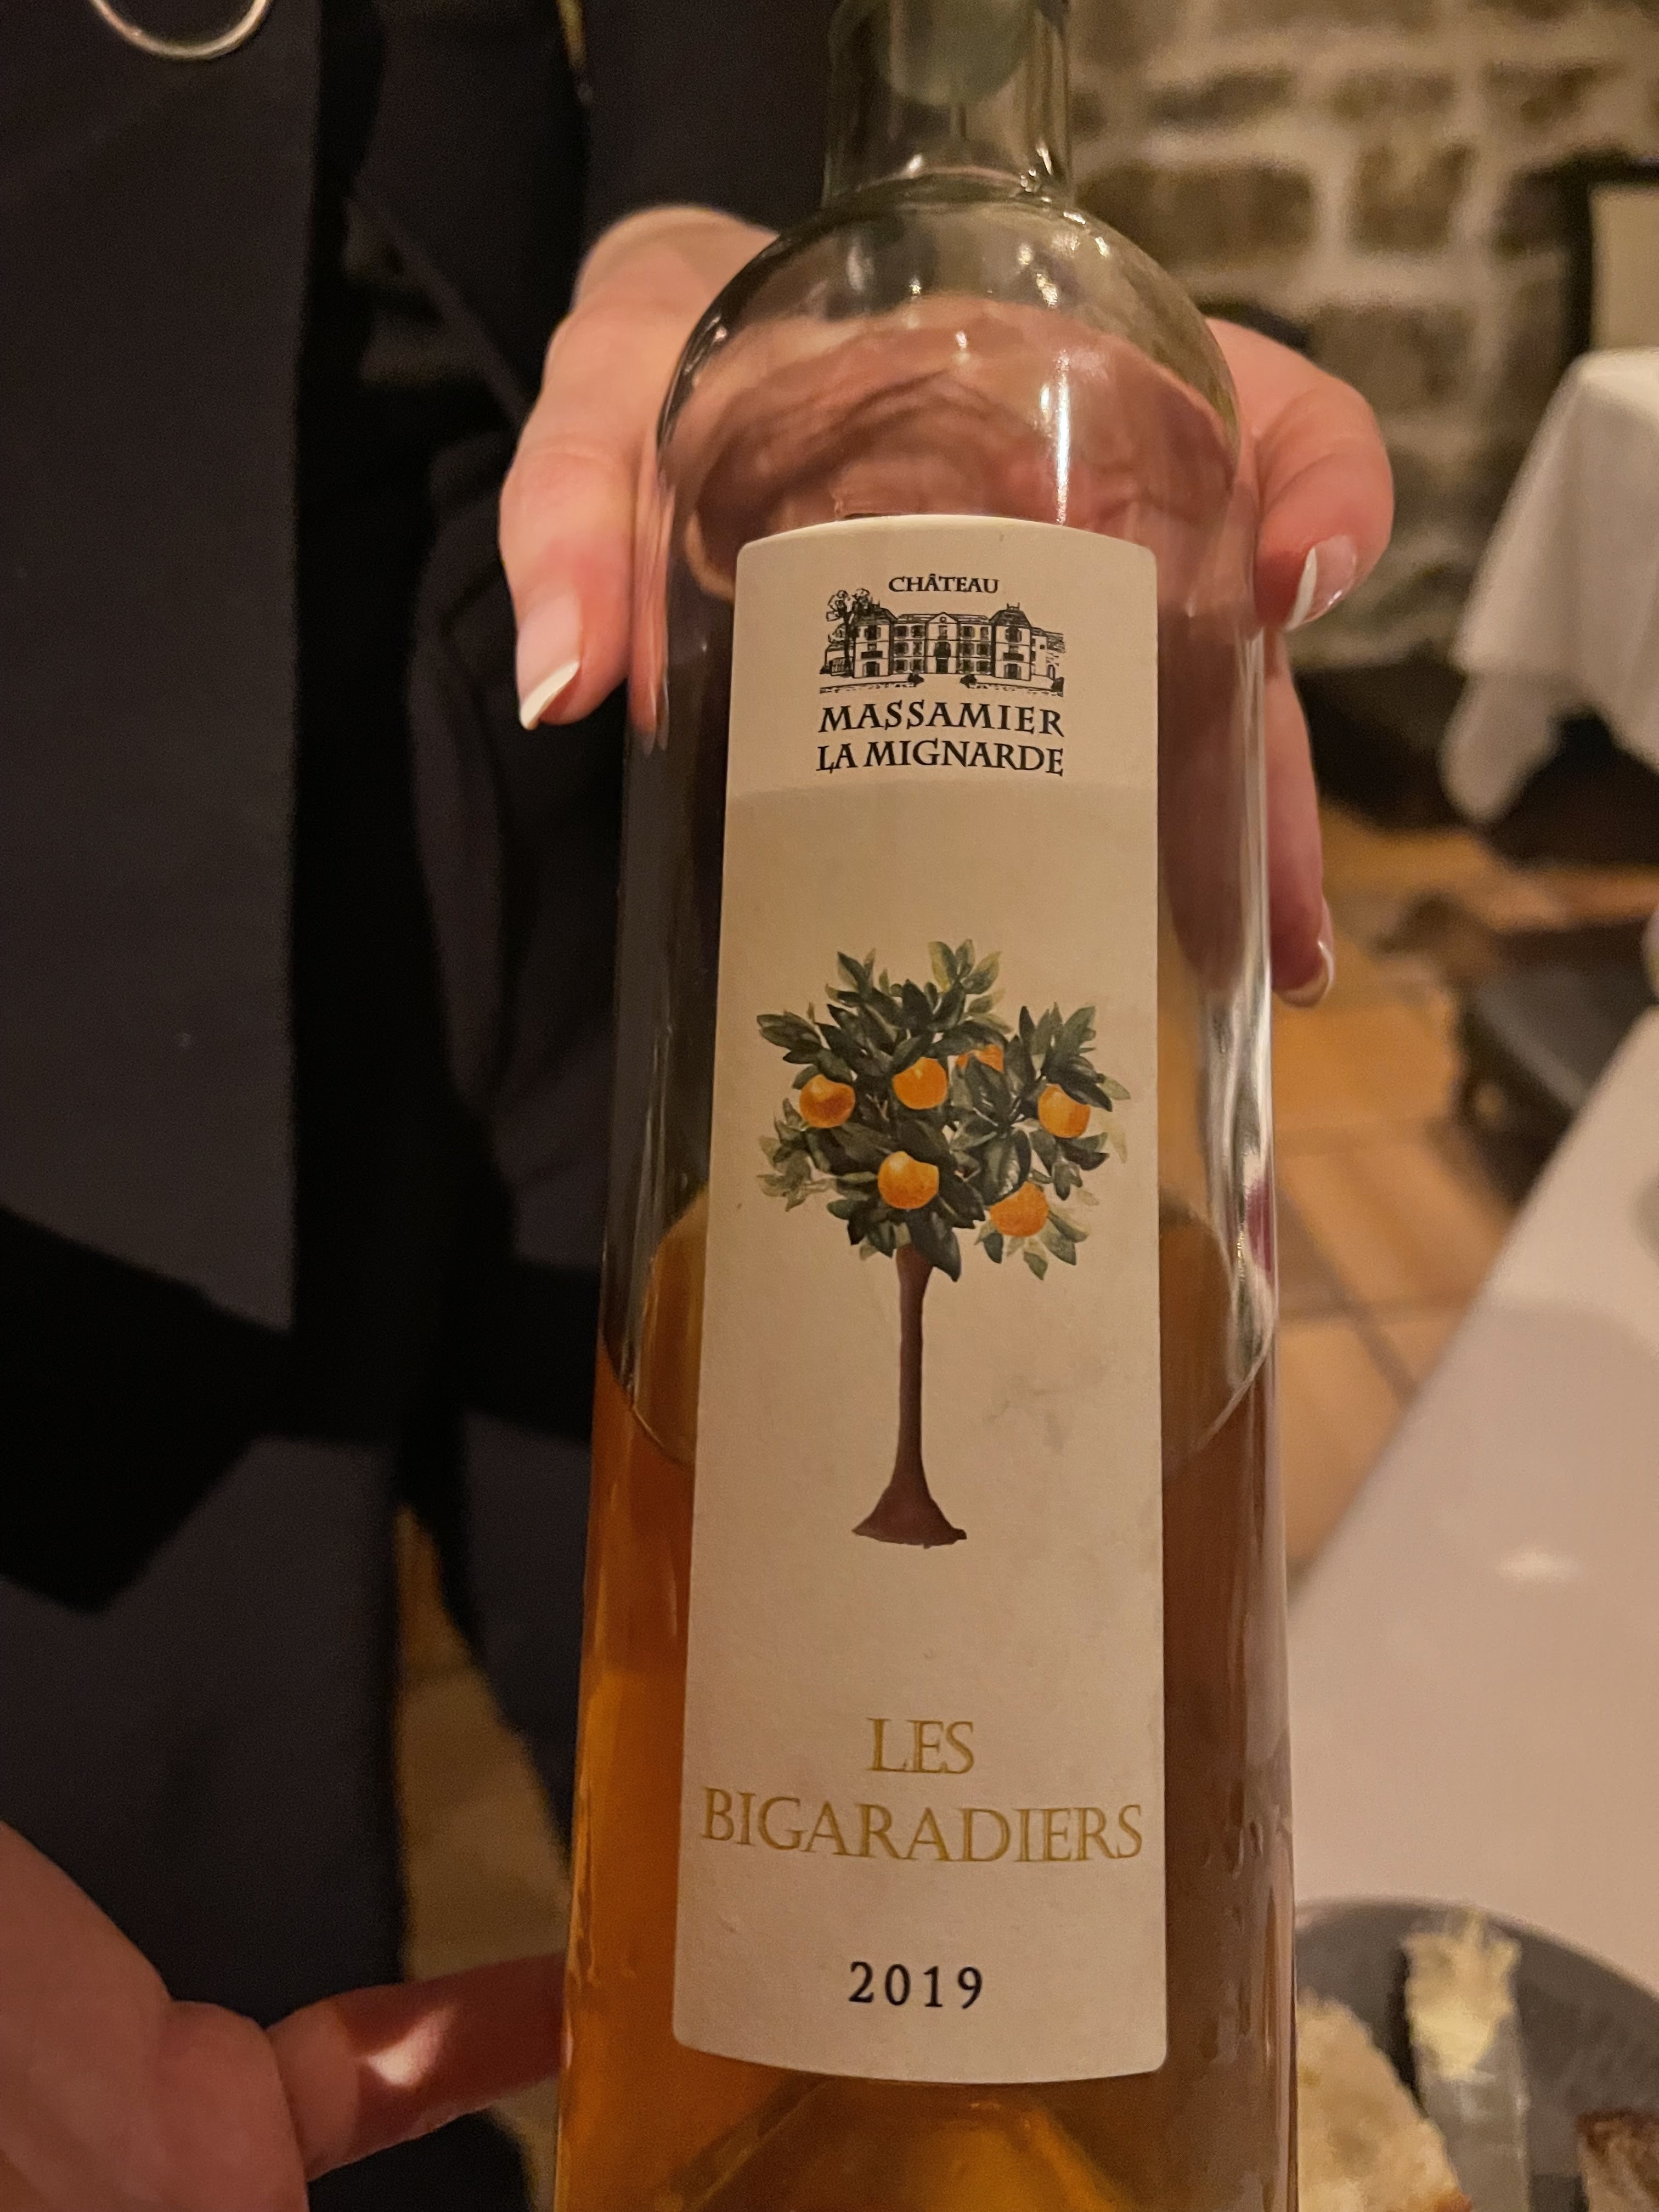 CHÂTEAU
MASSAMIER
LA MIGNARDE
LES
BIGARADIERS
2019